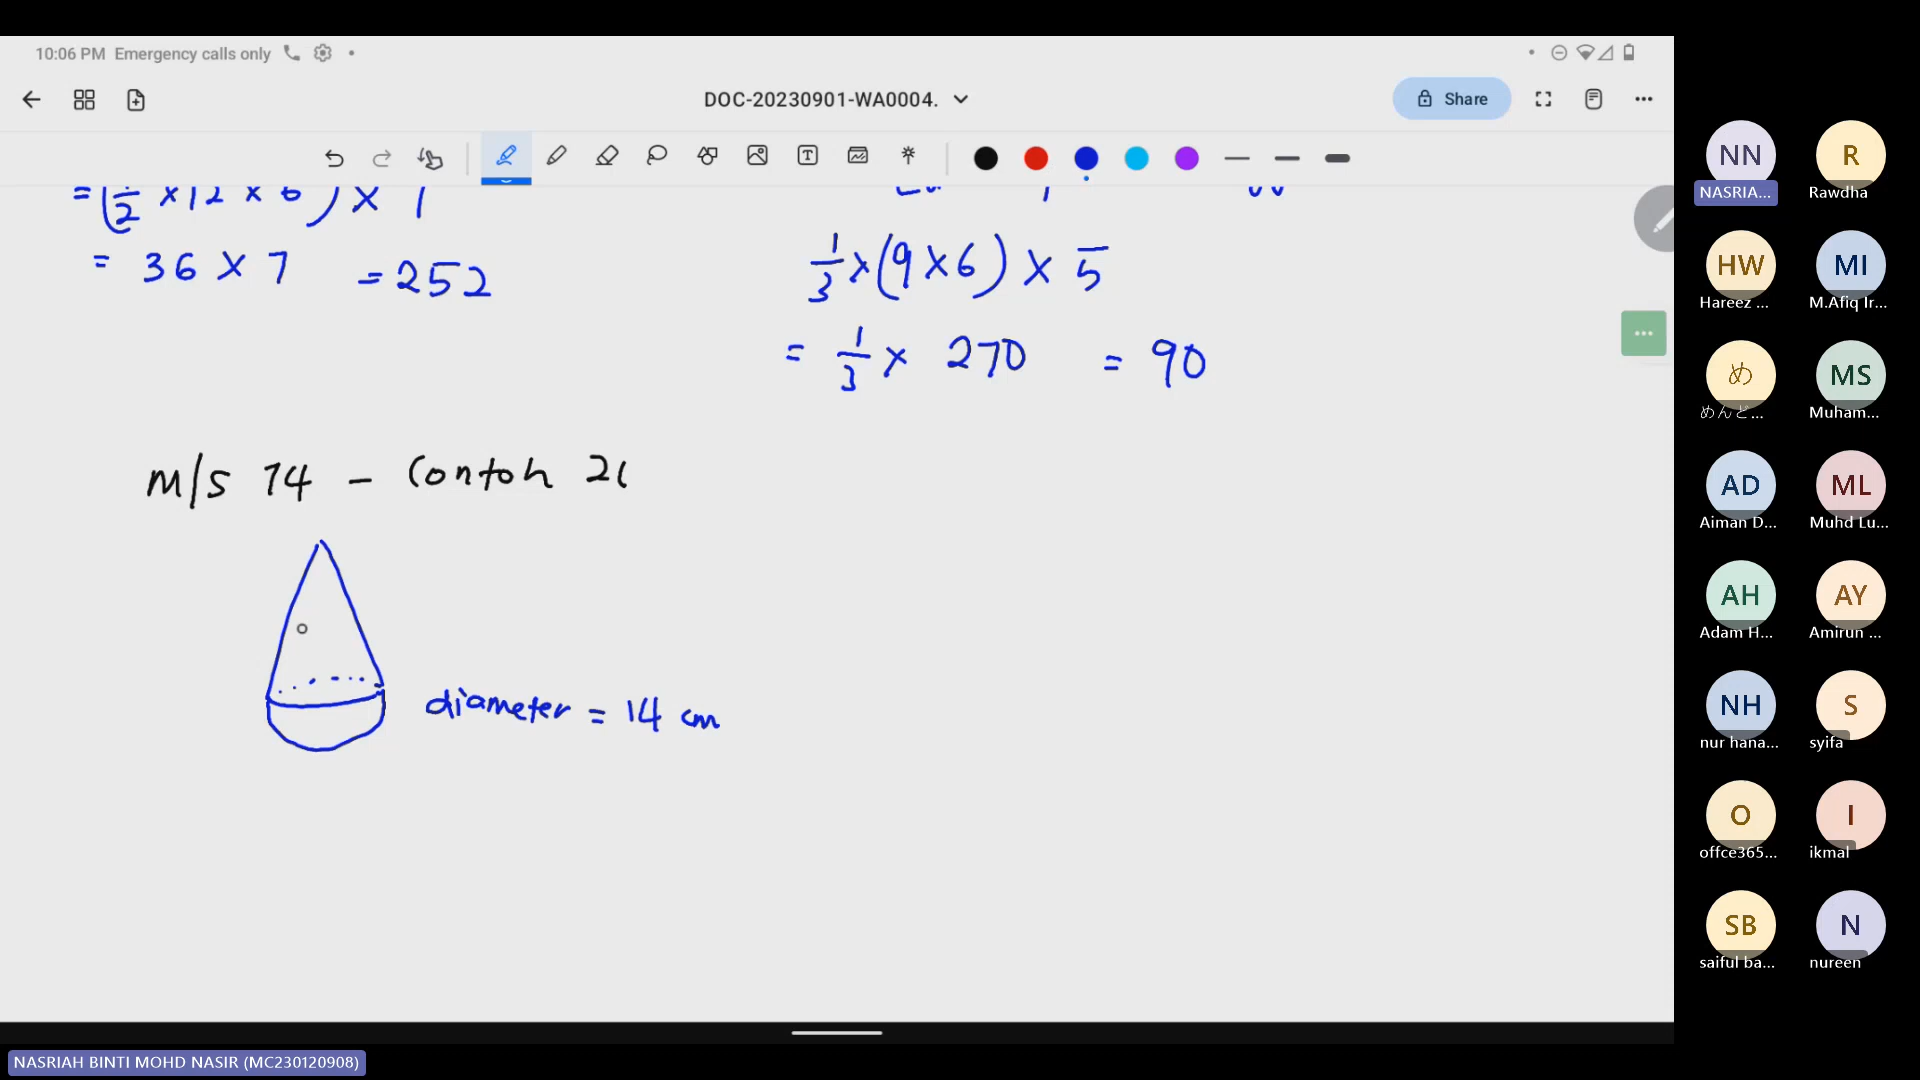 10:06 PM Emergency calls only
DOC-20230901-WA0004.
Share
= 36 × 7 = 252
1/3 × (9 × 6) × 5
= 1/3 × 270 = 90
m/s 74 - Contoh 2(
diameter = 14 cm
NN
NASRIA...
R
Rawdha
HW
Hareez ...
MI
M.Afiq Ir...
め
めんど...
MS
Muham...
AD
Aiman D...
ML
Muhd Lu...
AH
Adam H...
AY
Amirun ...
NH
nur hana...
S
syifa
O
offce365...
I
ikmal
SB
saiful ba...
N
nureen
NASRIAH BINTI MOHD NASIR (MC230120908)